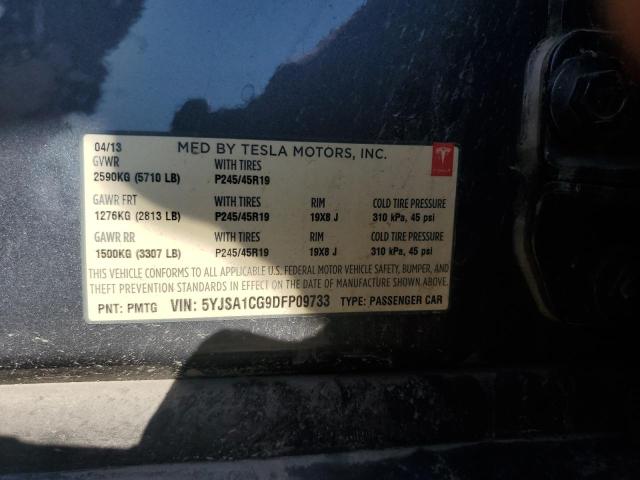 04/13 MED BY TESLA MOTORS, INC.
GVWR WITH TIRES
2590KG (5710 LB) P245/45R19
TESLA
GAWR FRT WITH TIRES RIM COLD TIRE PRESSURE
1276KG (2813 LB) P245/45R19 19X8 J 310 kPa, 45 psi
GAWR RR WITH TIRES RIM COLD TIRE PRESSURE
1500KG (3307 LB) P245/45R19 19X8 J 310 kPa, 45 psi
THIS VEHICLE CONFORMS TO ALL APPLICABLE U.S. FEDERAL MOTOR VEHICLE SAFETY, BUMPER, AND
THEFT PREVENTION STANDARDS IN EFFECT ON THE DATE OF MANUFACTURE SHOWN ABOVE.
PNT: PMTG VIN: 5YJSA1CG9DFP09733 TYPE: PASSENGER CAR